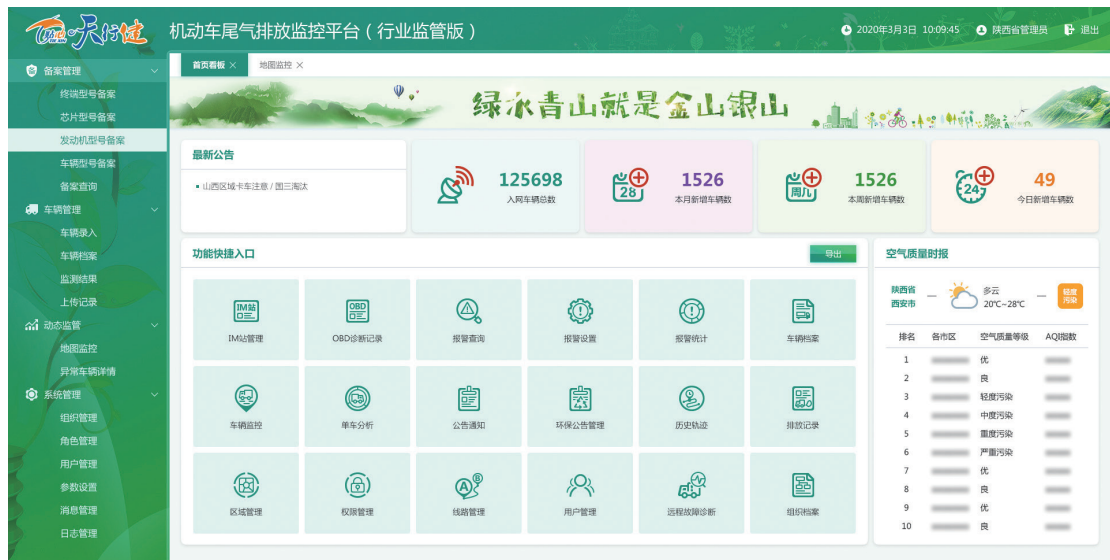 天行健
机动车尾气排放监控平台（行业监管版）
2020年3月3日 10:09:45 陕西省管理员 退出
备案管理
终端型号备案
芯片型号备案
发动机型号备案
车辆型号备案
备案查询
车辆管理
车辆录入
车辆档案
监测结果
上传记录
动态监管
地图监控
异常车辆详情
系统管理
组织管理
角色管理
用户管理
参数设置
消息管理
日志管理
首页看板 × 地图监控 ×
绿水青山就是金山银山
最新公告
▪ 山西区域卡车注意 / 国三淘汰
125698
入网车辆总数
28
1526
本月新增车辆数
周几
1526
本周新增车辆数
24
49
今日新增车辆数
功能快捷入口 导出
IM站
IM站管理
OBD
OBD诊断记录
报警查询
报警设置
报警统计
车辆档案
车辆监控
单车分析
公告通知
环保公告管理
历史轨迹
排放记录
区域管理
权限管理
A B
线路管理
用户管理
远程故障诊断
组织档案
空气质量时报
陕西省
西安市
多云
20℃~28℃
轻度
污染
排名 各市区 空气质量等级 AQI指数
1 优
2 良
3 轻度污染
4 中度污染
5 重度污染
6 严重污染
7 优
8 良
9 优
10 良